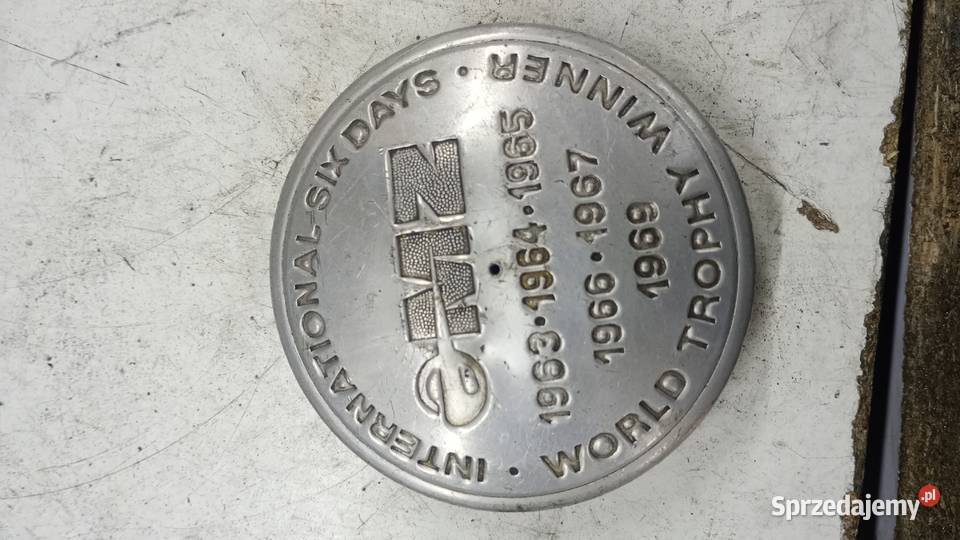 INTERNATIONAL-SIX DAYS
MZ
1963·1964·1965
1966·1967
1969
· WORLD TROPHY WINNER ·
Sprzedajemy.pl